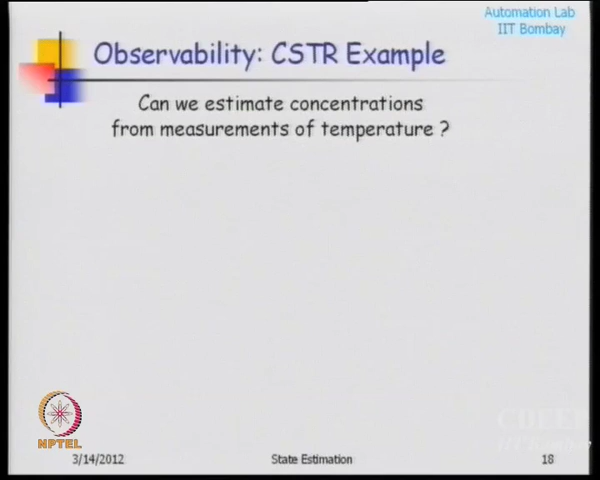 Automation Lab
IIT Bombay
Observability: CSTR Example
Can we estimate concentrations
from measurements of temperature ?
NPTEL
3/14/2012
State Estimation
18